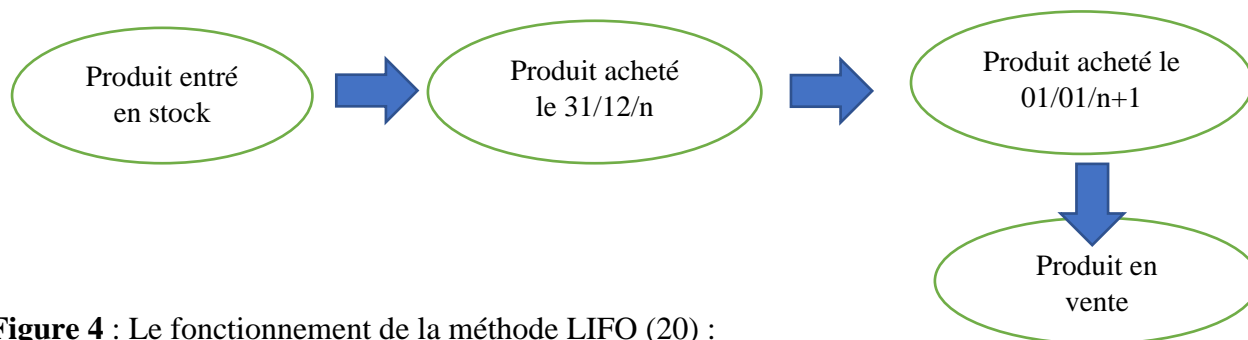 Produit entré
en stock
Produit acheté
le 31/12/n
Produit acheté le
01/01/n+1
Produit en
vente
Figure 4 : Le fonctionnement de la méthode LIFO (20) :